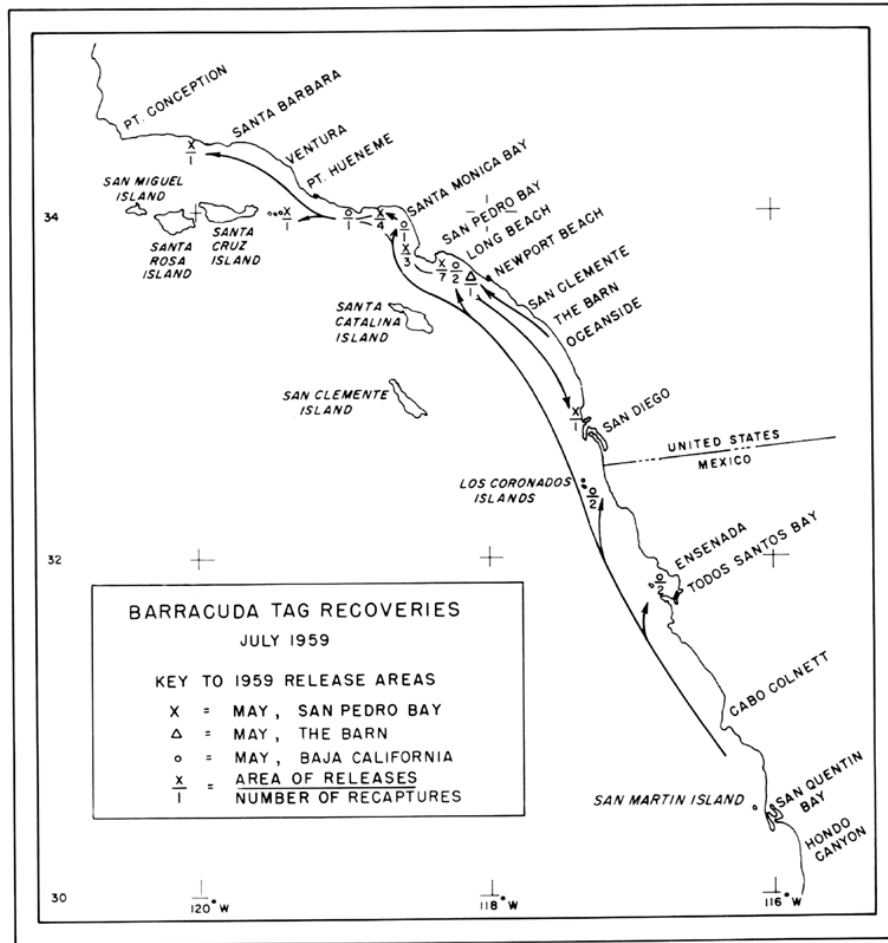 PT. CONCEPTION
SANTA BARBARA
VENTURA
PT. HUENEME
SANTA MONICA BAY
SAN PEDRO BAY
LONG BEACH
NEWPORT BEACH
SAN CLEMENTE
THE BARN
OCEANSIDE
SAN DIEGO
SAN MIGUEL
ISLAND
SANTA
ROSA
ISLAND
SANTA
CRUZ
ISLAND
SANTA
CATALINA
ISLAND
SAN CLEMENTE
ISLAND
X
1
X
1
O
1
X
4
O
1
X
3
X
7
O
2
Δ
1
X
1
UNITED STATES
MEXICO
LOS CORONADOS
ISLANDS
O
2
ENSENADA
TODOS SANTOS BAY
O
2
CABO COLNETT
SAN MARTIN ISLAND
SAN QUENTIN
BAY
HONDO
CANYON
34
32
30
120°W
118°W
116°W
BARRACUDA TAG RECOVERIES
JULY 1959
KEY TO 1959 RELEASE AREAS
X = MAY, SAN PEDRO BAY
Δ = MAY, THE BARN
o = MAY, BAJA CALIFORNIA
X = AREA OF RELEASES
1 NUMBER OF RECAPTURES